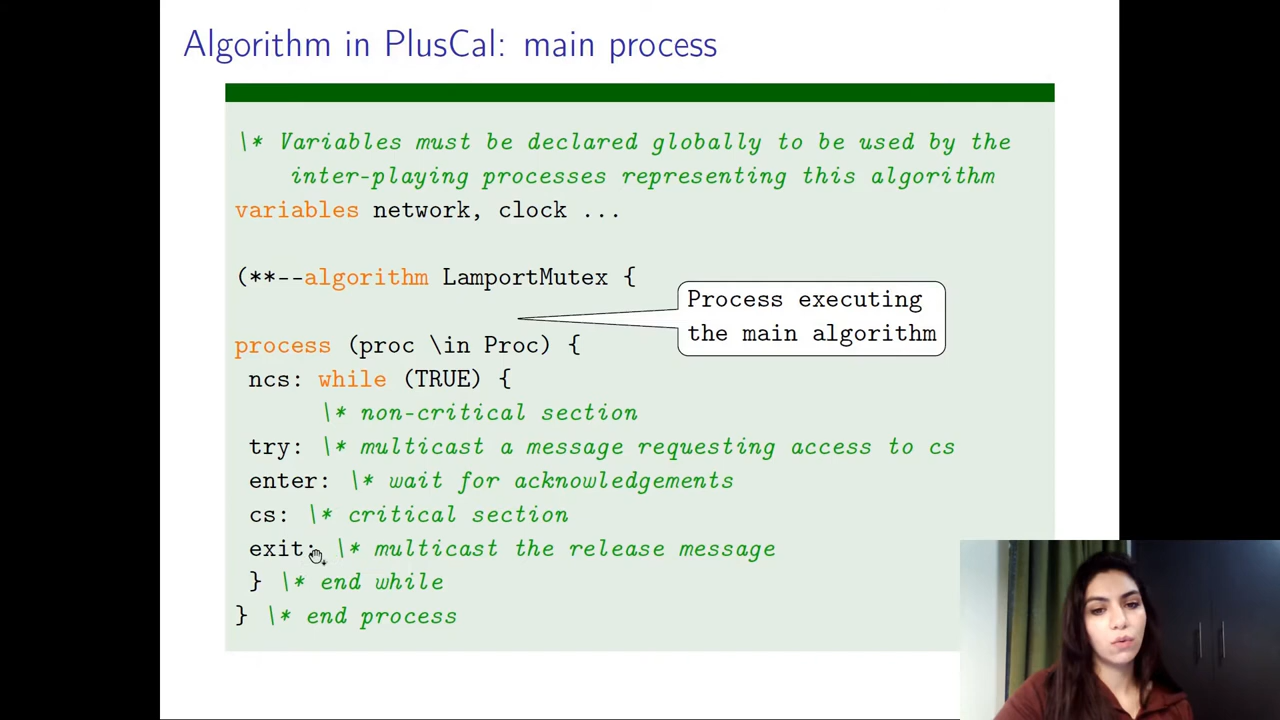 Algorithm in PlusCal: main process
\* Variables must be declared globally to be used by the
inter-playing processes representing this algorithm
variables network, clock ...
(**--algorithm LamportMutex {
Process executing
the main algorithm
process (proc \in Proc) {
ncs: while (TRUE) {
\* non-critical section
try: \* multicast a message requesting access to cs
enter: \* wait for acknowledgements
cs: \* critical section
exit: \* multicast the release message
} \* end while
} \* end process